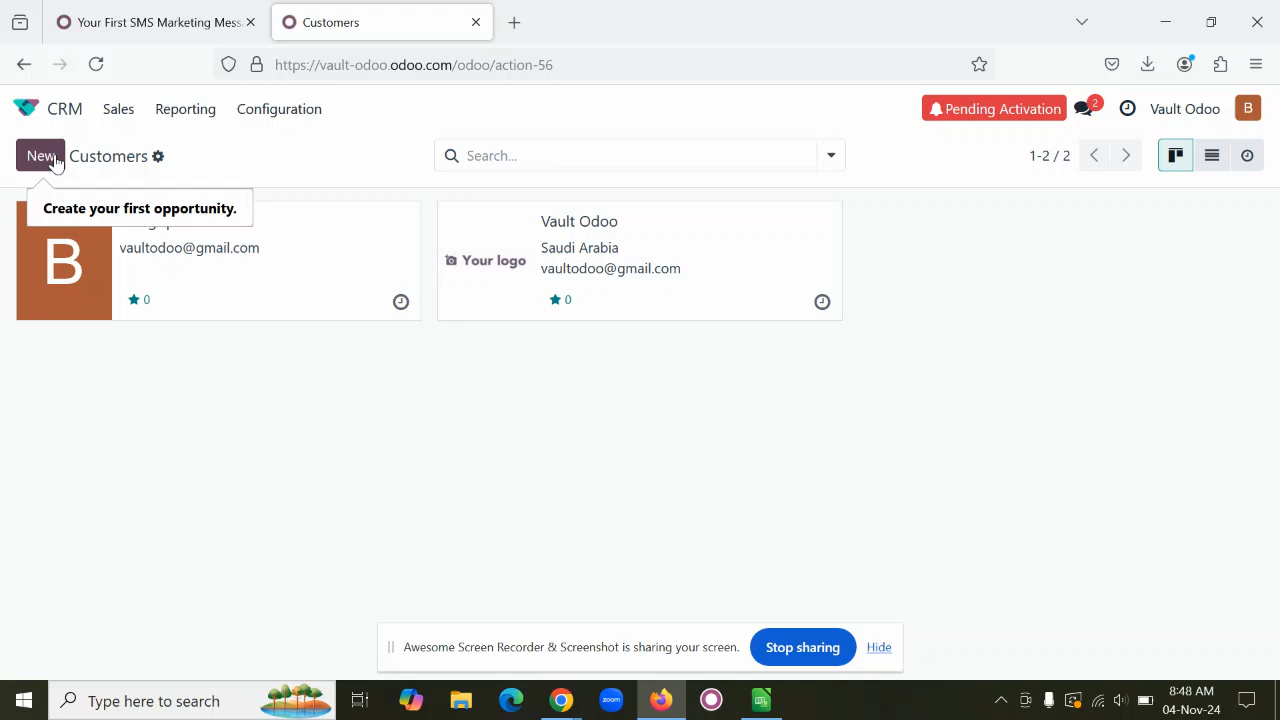 Your First SMS Marketing Mess
Customers
https://vault-odoo.odoo.com/odoo/action-56
CRM
Sales
Reporting
Configuration
Pending Activation
2
Vault Odoo
B
New
Customers
Search...
1-2 / 2
Create your first opportunity.
B
vaultodoo@gmail.com
0
Your logo
Vault Odoo
Saudi Arabia
vaultodoo@gmail.com
0
Awesome Screen Recorder & Screenshot is sharing your screen.
Stop sharing
Hide
Type here to search
zoom
8:48 AM
04-Nov-24